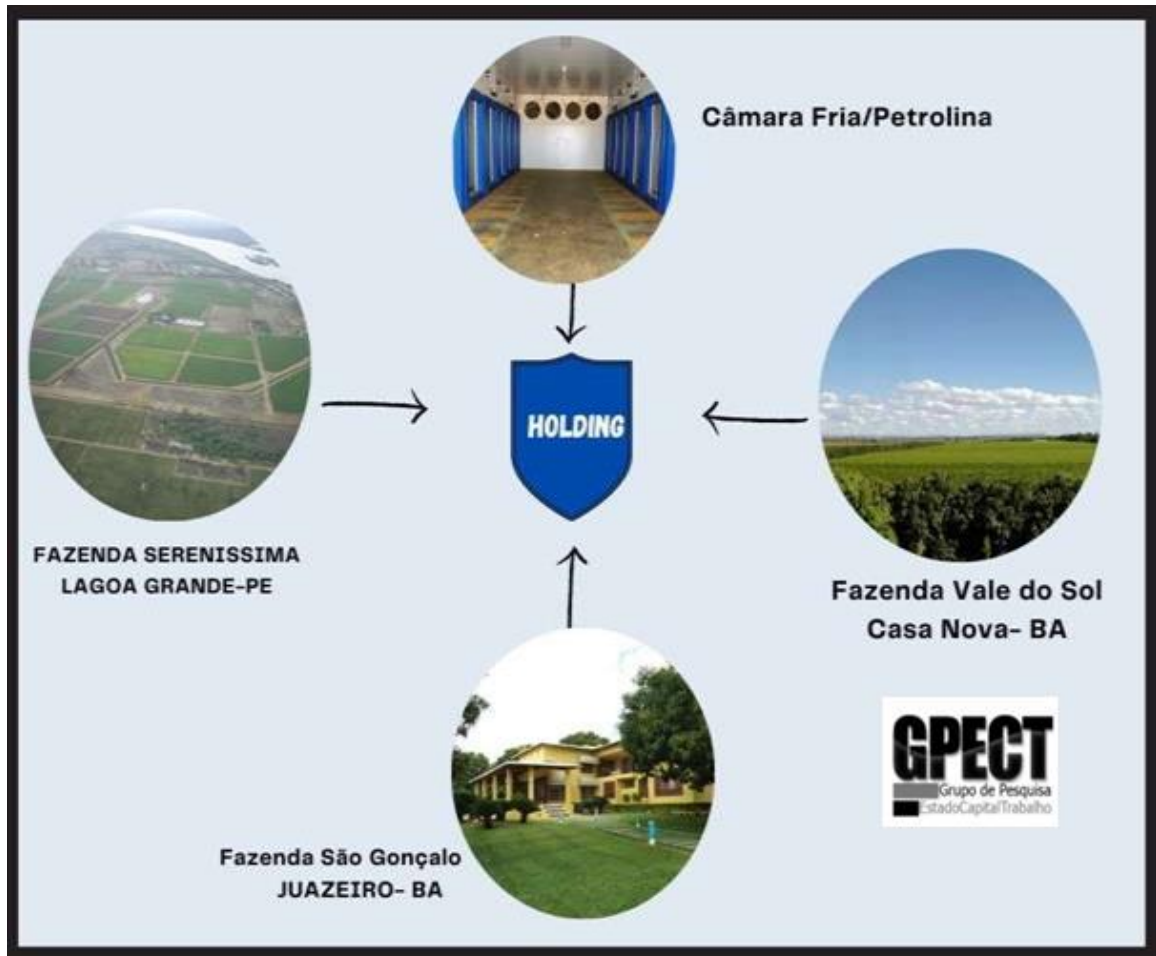 Câmara Fria/Petrolina
HOLDING
FAZENDA SERENISSIMA
LAGOA GRANDE-PE
Fazenda Vale do Sol
Casa Nova- BA
Fazenda São Gonçalo
JUAZEIRO- BA
GPECT
Grupo de Pesquisa
EstadoCapitalTrabalho